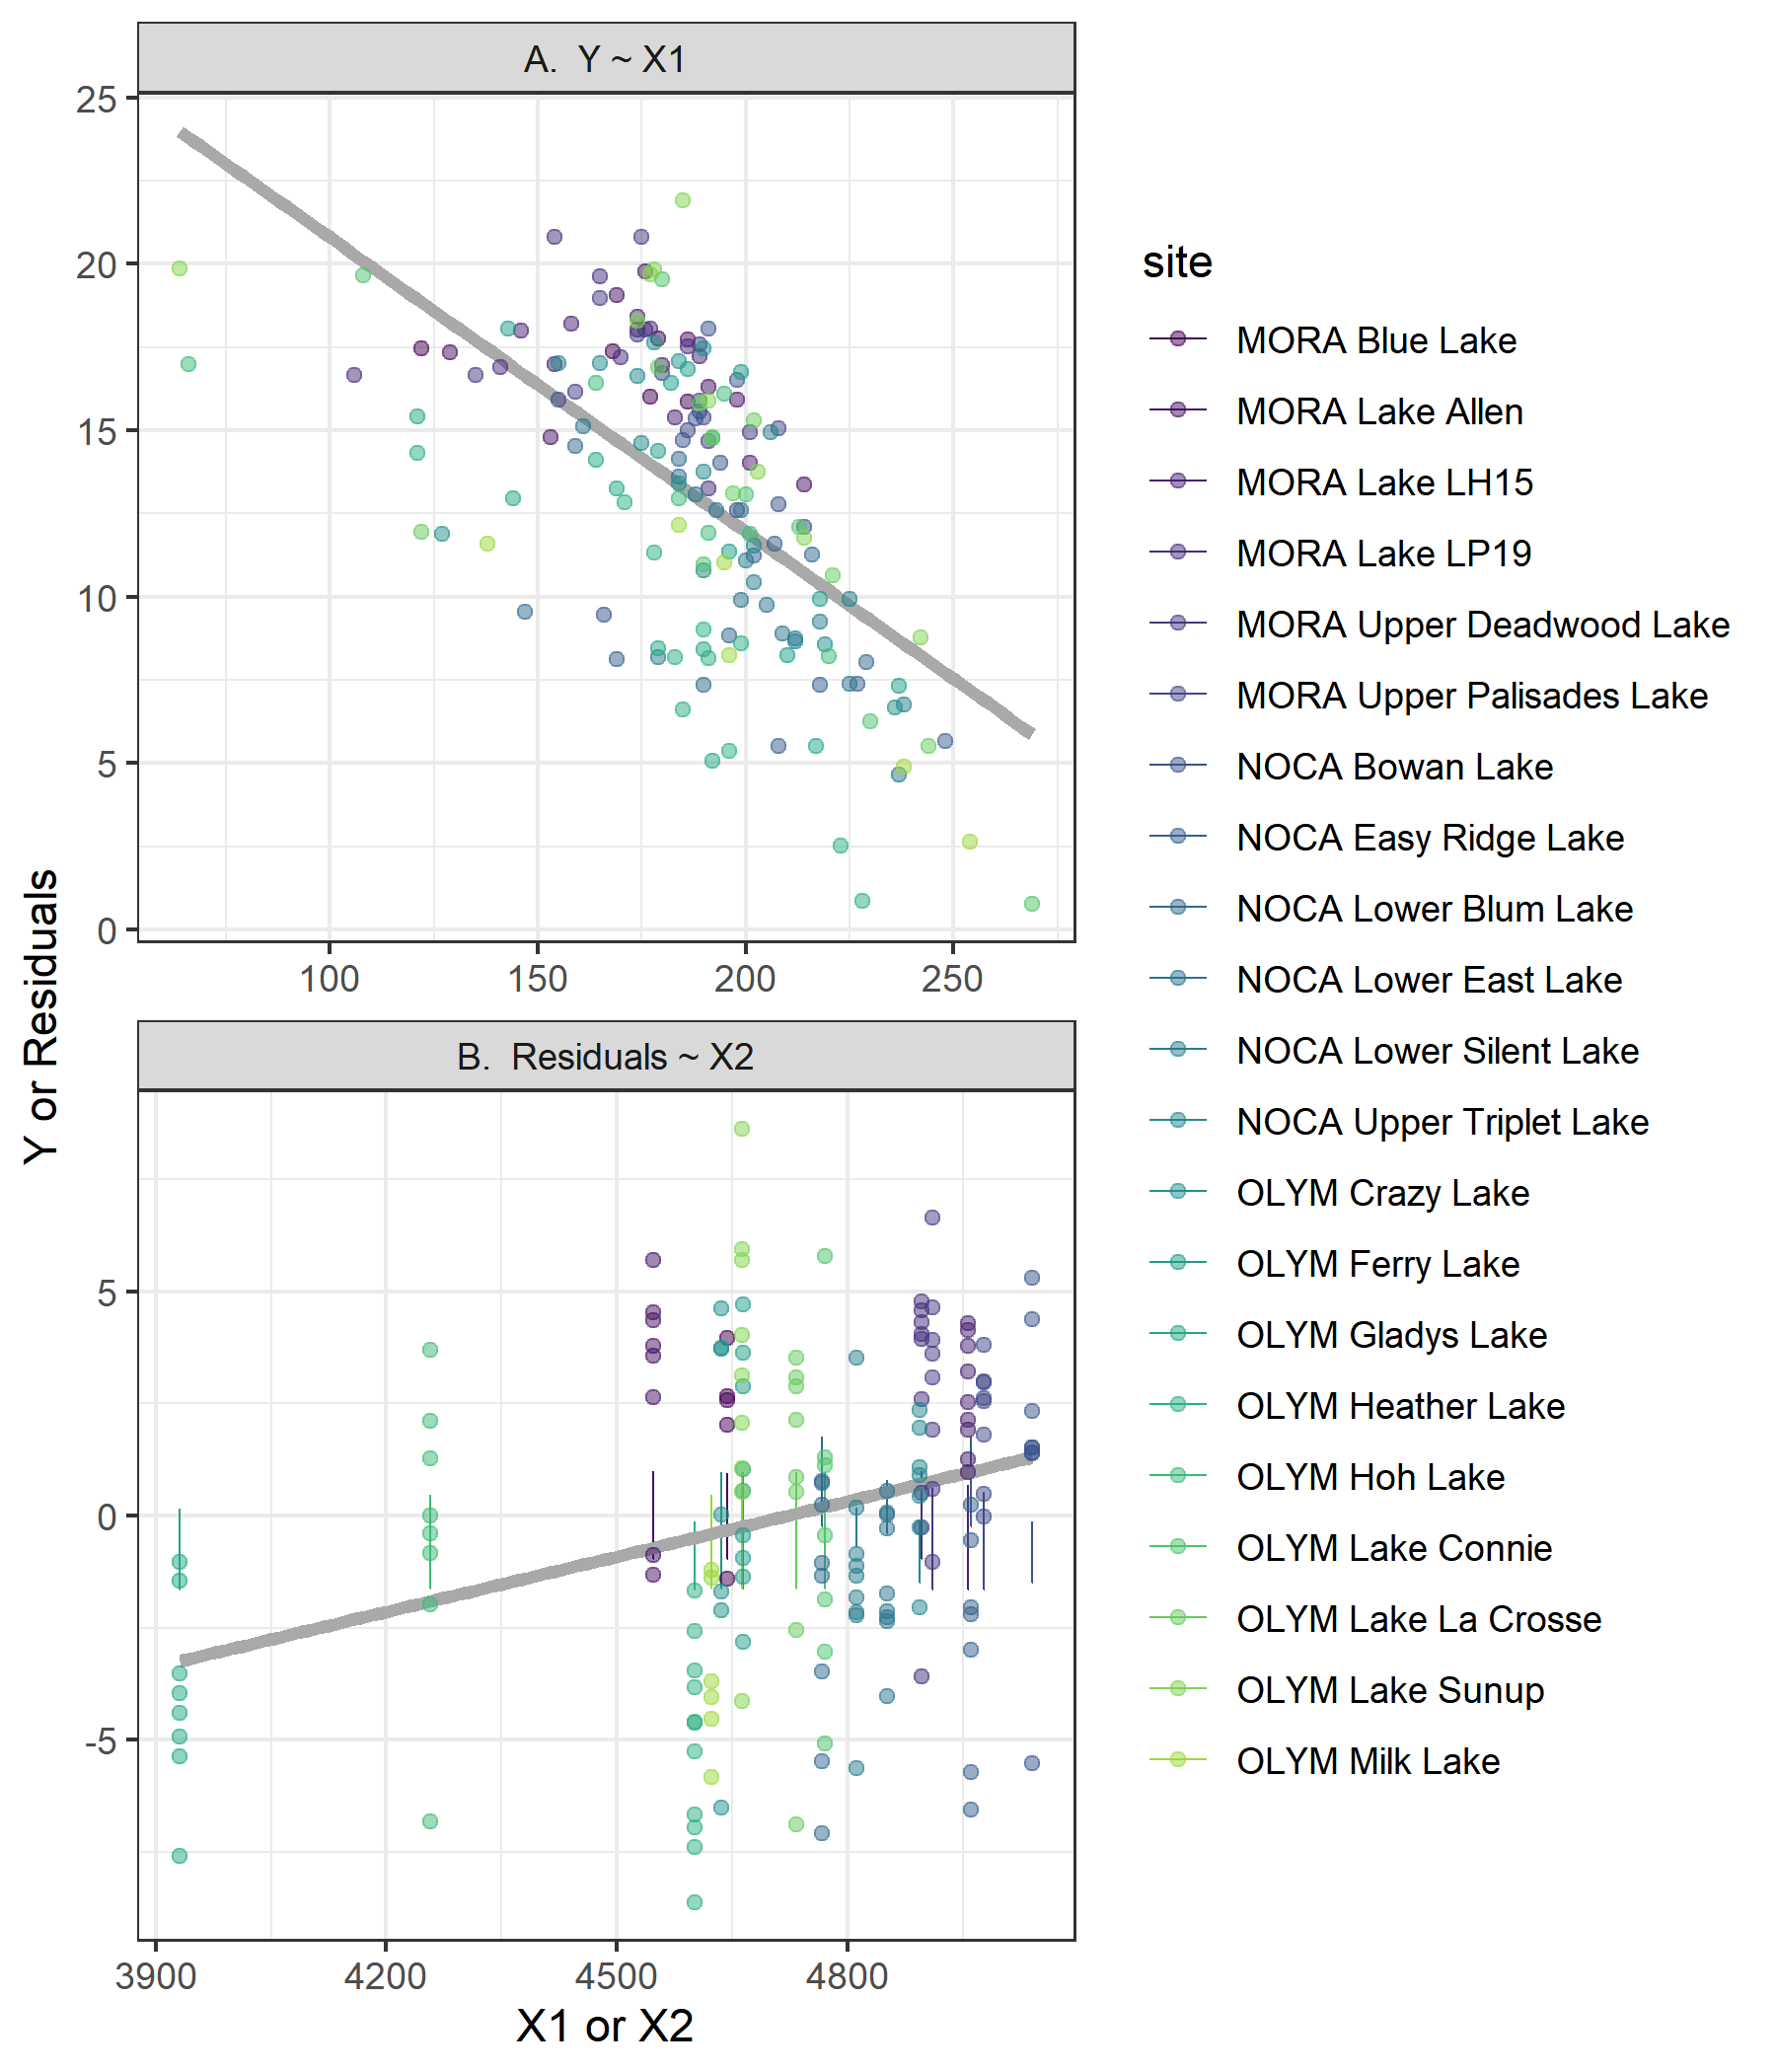 A.  Y ~ X1
25
20
15
10
5
0
100 150 200 250
B.  Residuals ~ X2
5
0
-5
3900 4200 4500 4800
X1 or X2
Y or Residuals
site
MORA Blue Lake
MORA Lake Allen
MORA Lake LH15
MORA Lake LP19
MORA Upper Deadwood Lake
MORA Upper Palisades Lake
NOCA Bowan Lake
NOCA Easy Ridge Lake
NOCA Lower Blum Lake
NOCA Lower East Lake
NOCA Lower Silent Lake
NOCA Upper Triplet Lake
OLYM Crazy Lake
OLYM Ferry Lake
OLYM Gladys Lake
OLYM Heather Lake
OLYM Hoh Lake
OLYM Lake Connie
OLYM Lake La Crosse
OLYM Lake Sunup
OLYM Milk Lake